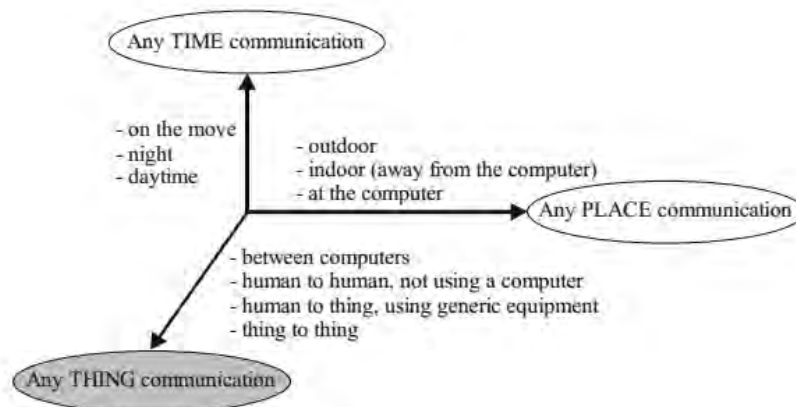 Any TIME communication
- on the move
- night
- daytime
- outdoor
- indoor (away from the computer)
- at the computer
Any PLACE communication
- between computers
- human to human, not using a computer
- human to thing, using generic equipment
- thing to thing
Any THING communication